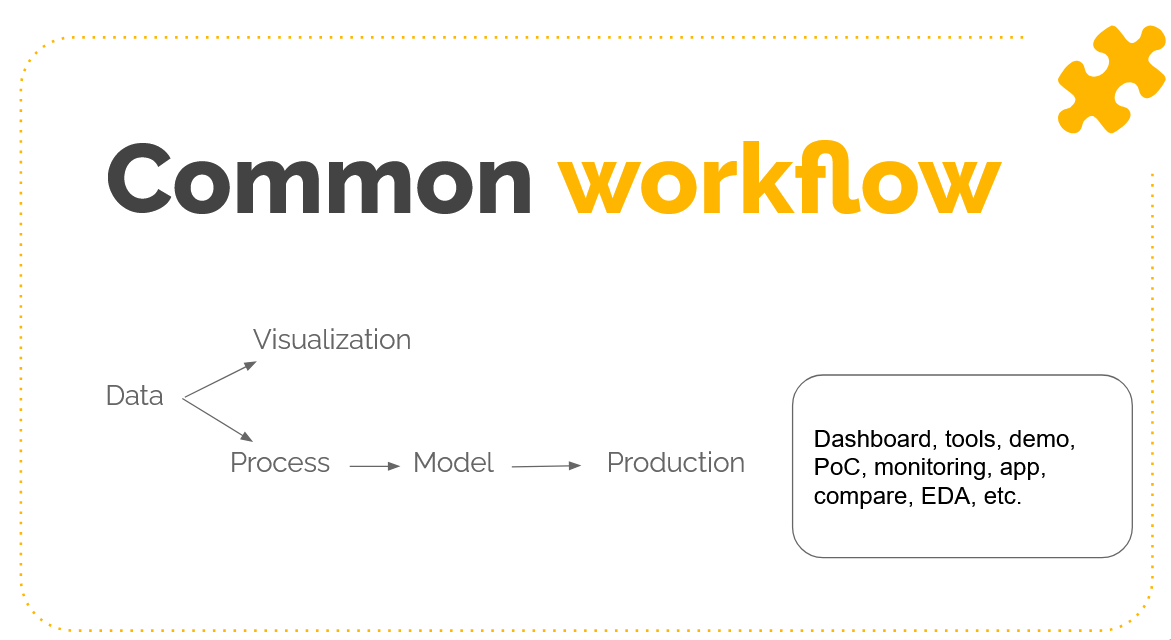 Common workflow
Visualization
Data
Process
Model
Production
Dashboard, tools, demo,
PoC, monitoring, app,
compare, EDA, etc.